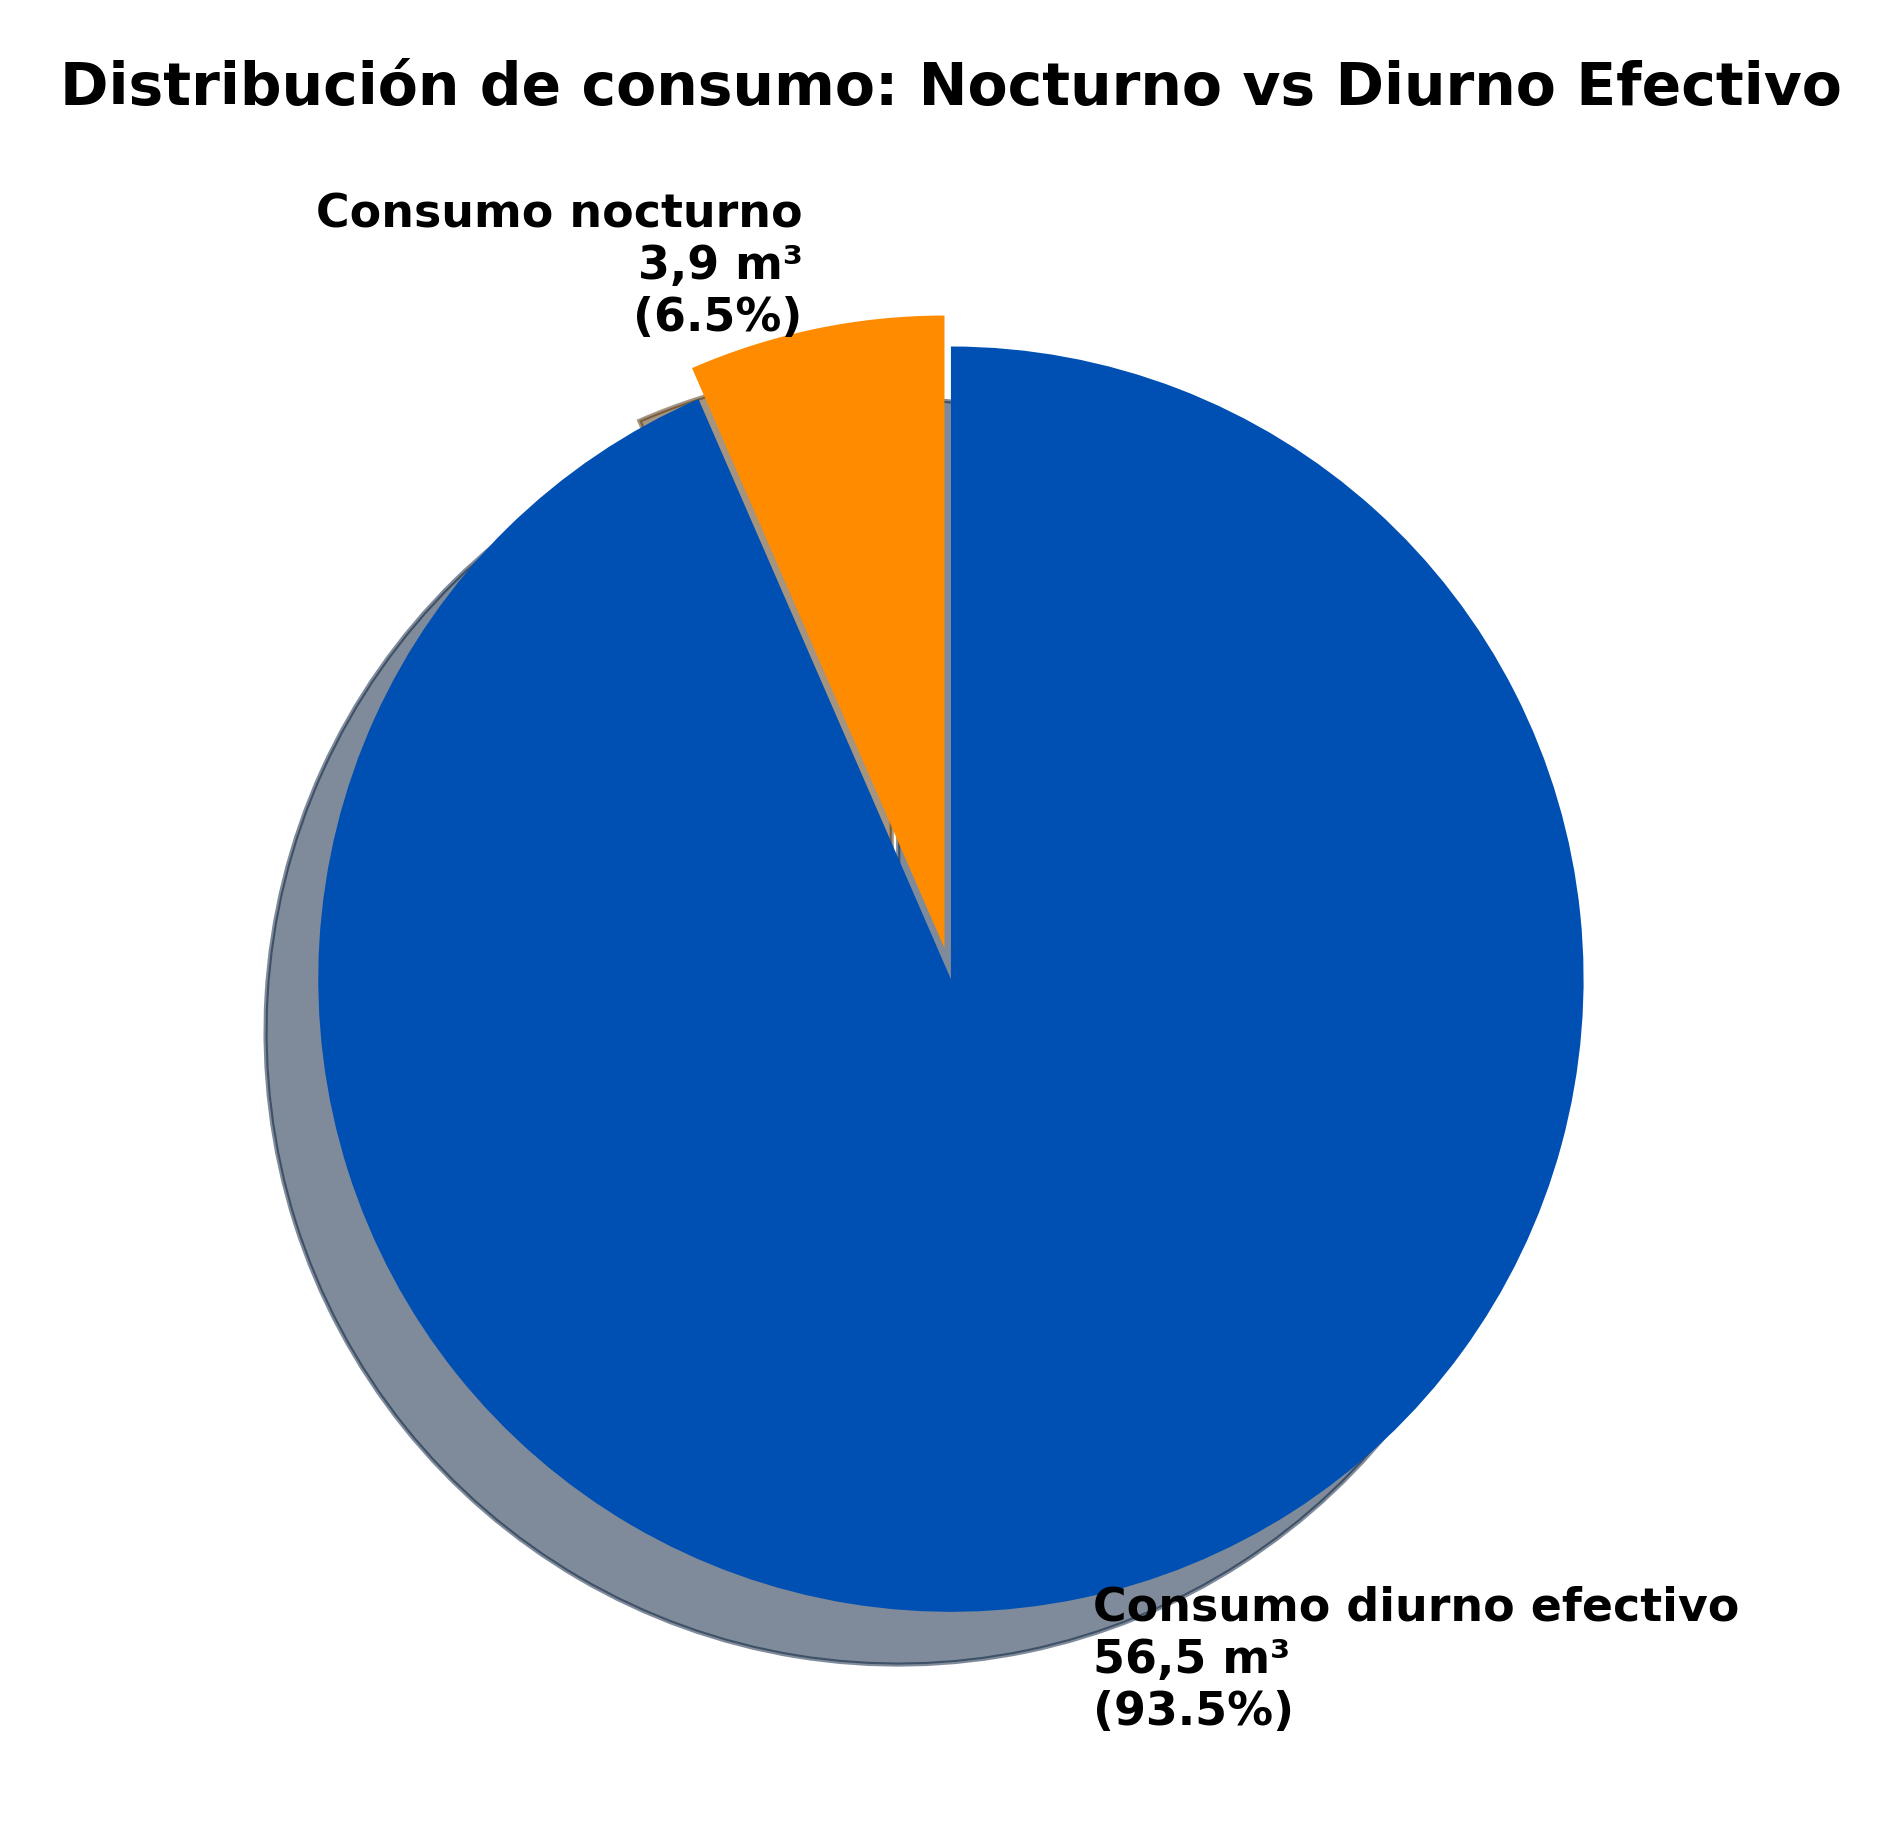 Distribución de consumo: Nocturno vs Diurno Efectivo
Consumo nocturno
3,9 m³
(6.5%)
Consumo diurno efectivo
56,5 m³
(93.5%)